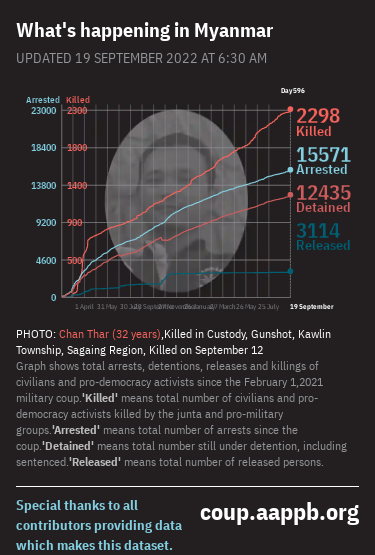 What's happening in Myanmar
UPDATED 19 SEPTEMBER 2022 AT 6:30 AM
Day596
Arrested Killed
23000 2300
18400 1800
13800 1400
9200 900
4600 500
0
2298
Killed
15571
Arrested
12435
Detained
3114
Released
1 April 31 May 30 July 26 May 25 July 19 September
PHOTO: Chan Thar (32 years),Killed in Custody, Gunshot, Kawlin
Township, Sagaing Region, Killed on September 12
Graph shows total arrests, detentions, releases and killings of
civilians and pro-democracy activists since the February 1,2021
military coup.'Killed' means total number of civilians and pro-
democracy activists killed by the junta and pro-military
groups.'Arrested' means total number of arrests since the
coup.'Detained' means total number still under detention, including
sentenced.'Released' means total number of released persons.
Special thanks to all
contributors providing data
which makes this dataset.
coup.aappb.org